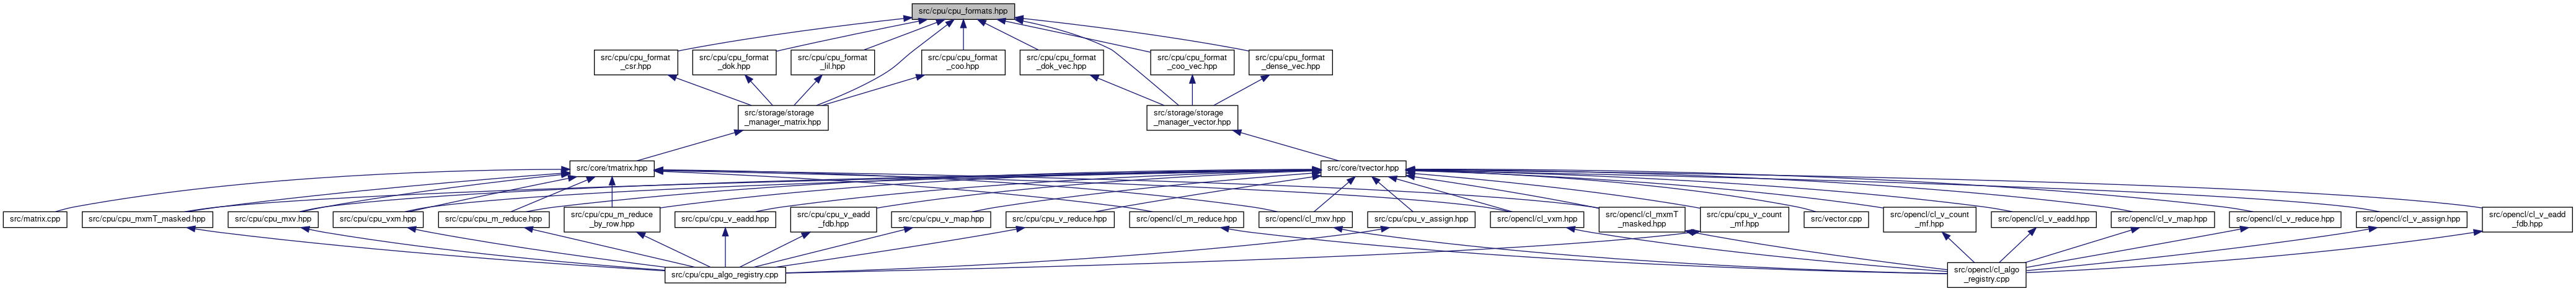 src/cpu/cpu_formats.hpp
src/cpu/cpu_format
_csr.hpp
src/cpu/cpu_format
_dok.hpp
src/cpu/cpu_format
_lil.hpp
src/cpu/cpu_format
_coo.hpp
src/cpu/cpu_format
_dok_vec.hpp
src/cpu/cpu_format
_coo_vec.hpp
src/cpu/cpu_format
_dense_vec.hpp
src/storage/storage
_manager_matrix.hpp
src/storage/storage
_manager_vector.hpp
src/core/tmatrix.hpp
src/core/tvector.hpp
src/matrix.cpp
src/cpu/cpu_mxmT_masked.hpp
src/cpu/cpu_mxv.hpp
src/cpu/cpu_vxm.hpp
src/cpu/cpu_m_reduce.hpp
src/cpu/cpu_m_reduce
_by_row.hpp
src/cpu/cpu_v_eadd.hpp
src/cpu/cpu_v_eadd
_fdb.hpp
src/cpu/cpu_v_map.hpp
src/cpu/cpu_v_reduce.hpp
src/opencl/cl_m_reduce.hpp
src/opencl/cl_mxv.hpp
src/cpu/cpu_v_assign.hpp
src/opencl/cl_vxm.hpp
src/opencl/cl_mxmT
_masked.hpp
src/cpu/cpu_v_count
_mf.hpp
src/vector.cpp
src/opencl/cl_v_count
_mf.hpp
src/opencl/cl_v_eadd.hpp
src/opencl/cl_v_map.hpp
src/opencl/cl_v_reduce.hpp
src/opencl/cl_v_assign.hpp
src/opencl/cl_v_eadd
_fdb.hpp
src/cpu/cpu_algo_registry.cpp
src/opencl/cl_algo
_registry.cpp